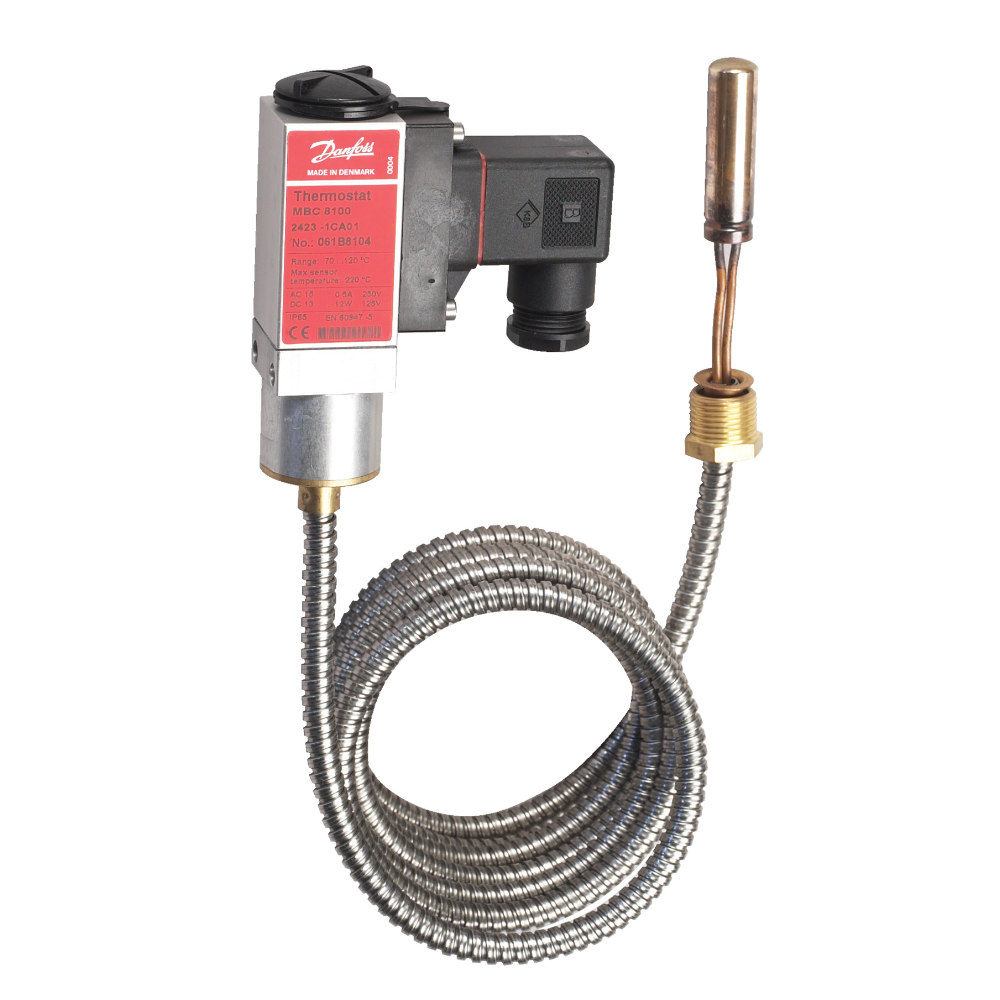 Danfoss
MADE IN DENMARK
0004
Thermostat
MBC 8100
2423 -1CA01
No.: 061B8104
Range: 70 ...120 °C
Max sensor
temperature: 220 °C
AC 15 0.5A 250V
DC 13 12W 125V
IP65 EN 60947 -5
CE
K&B